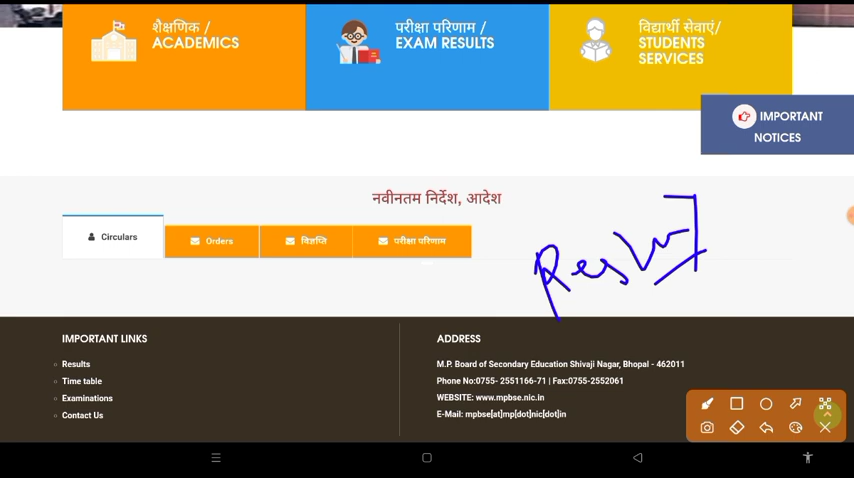 शैक्षणिक /
ACADEMICS
परीक्षा परिणाम /
EXAM RESULTS
विद्यार्थी सेवाएं/
STUDENTS
SERVICES
IMPORTANT
NOTICES
नवीनतम निर्देश, आदेश
Circulars
Orders
विज्ञप्ति
परीक्षा परिणाम
IMPORTANT LINKS
Results
Time table
Examinations
Contact Us
ADDRESS
M.P. Board of Secondary Education Shivaji Nagar, Bhopal - 462011
Phone No:0755- 2551166-71 | Fax:0755-2552061
WEBSITE: www.mpbse.nic.in
E-Mail: mpbse[at]mp[dot]nic[dot]in